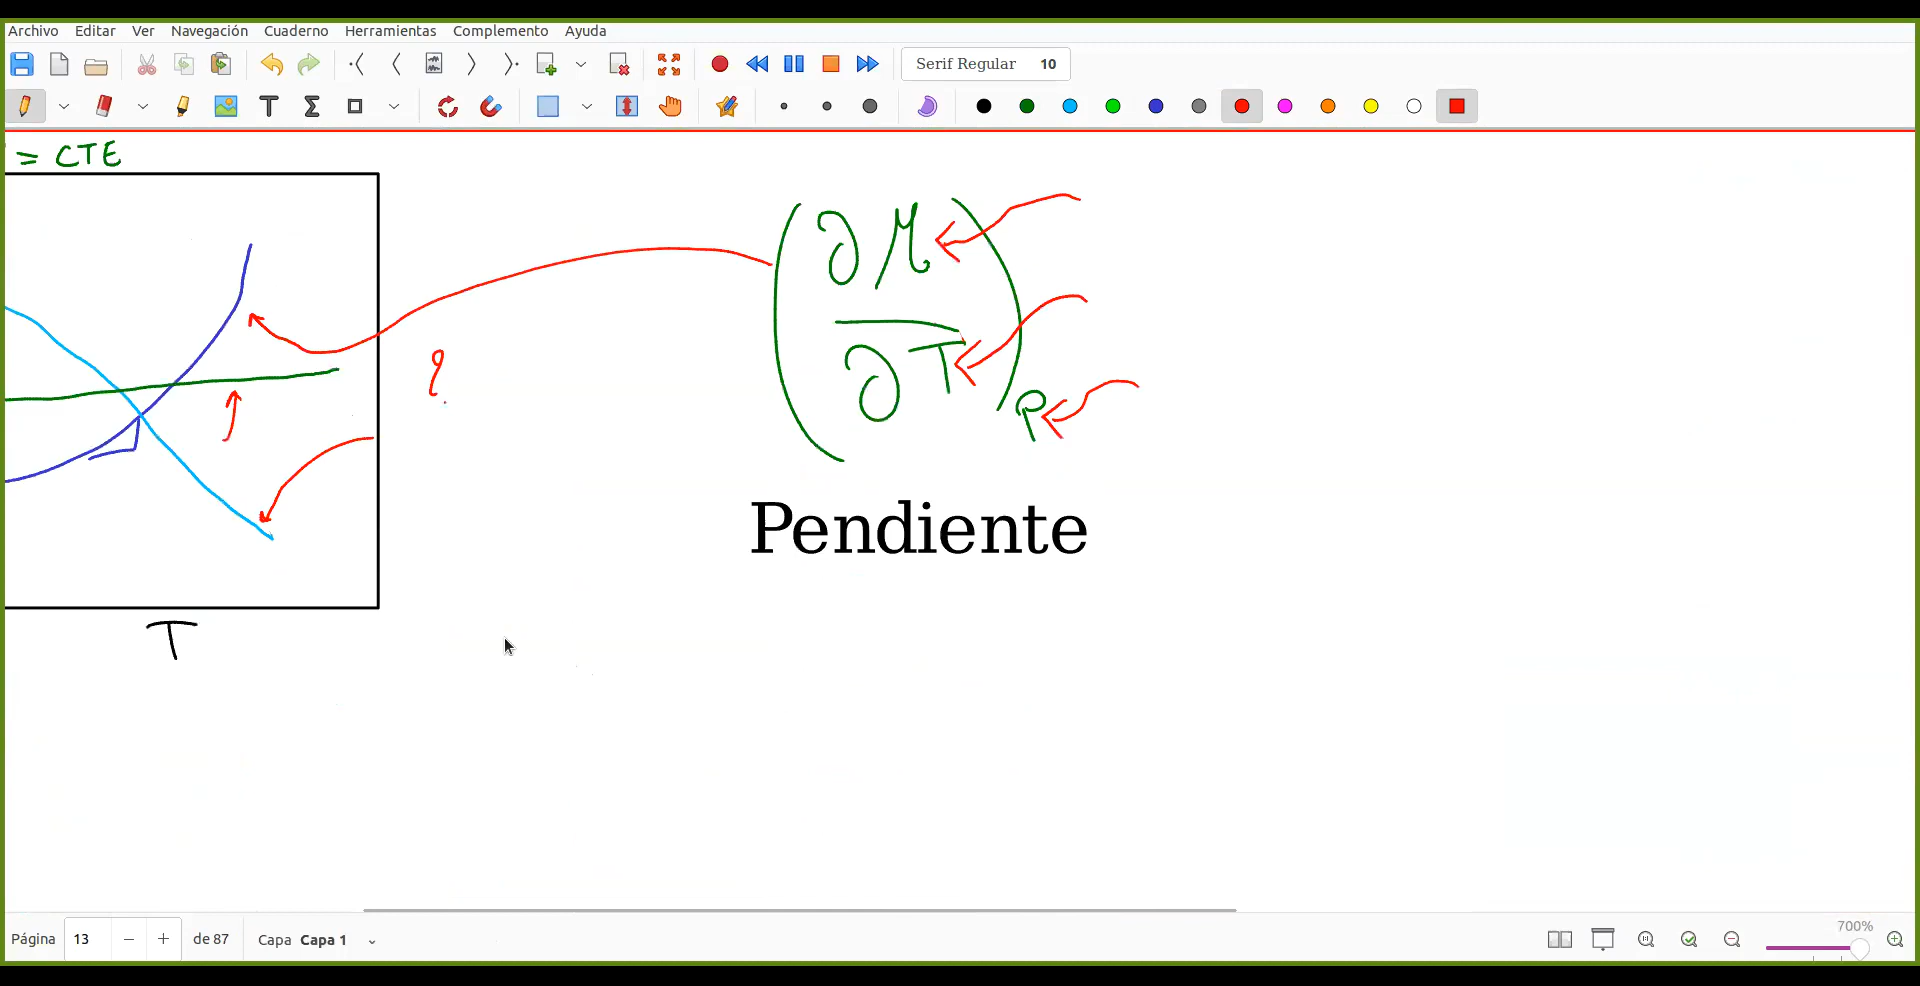 Archivo Editar Ver Navegación Cuaderno Herramientas Complemento Ayuda
Serif Regular 10
= CTE
(∂μ/∂T)P
?
Pendiente
T
Página 13 de 87 Capa Capa 1
700%